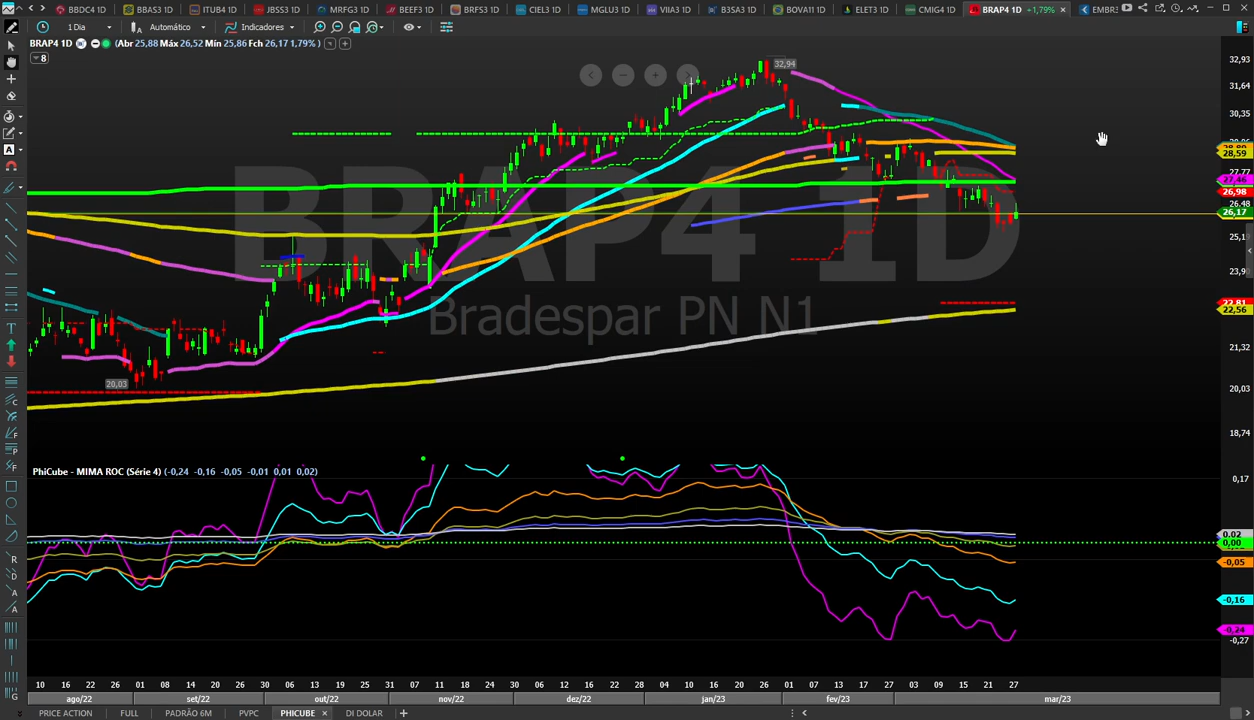 BBDC4 1D BBAS3 1D ITUB4 1D JBSS3 1D MRFG3 1D BEEF3 1D BRFS3 1D CIEL3 1D MGLU3 1D VIIA3 1D B3SA3 1D BOVA11 1D ELET3 1D CMIG4 1D BRAP4 1D +1,79% × EMBR3
1 Dia Automático Indicadores
BRAP4 1D (Abr 25,88 Máx 26,52 Mín 25,86 Fch 26,17 1,79%)
8
32,94
32,93
31,64
30,35
28,59
27,77
26,98
26,48
26,17
25,19
22,81
22,56
21,32
20,03
20,03
18,74
BRAP4 1D
Bradespar PN N1
PhiCube - MIMA ROC (Série 4) (-0,24 -0,16 -0,05 -0,01 0,01 0,02)
0,17
0,02
0,00
-0,05
-0,16
-0,24
-0,27
10 16 22 26 01 08 14 20 26 06 13 19 25 31 11 18 24 30 06 12 16 22 28 04 10 16 20 26 01 07 13 17 27 03 09 15 21 27
ago/22 set/22 out/22 nov/22 dez/22 jan/23 fev/23 mar/23
PRICE ACTION FULL PADRÃO 6M PVPC PHICUBE × DI DOLAR +